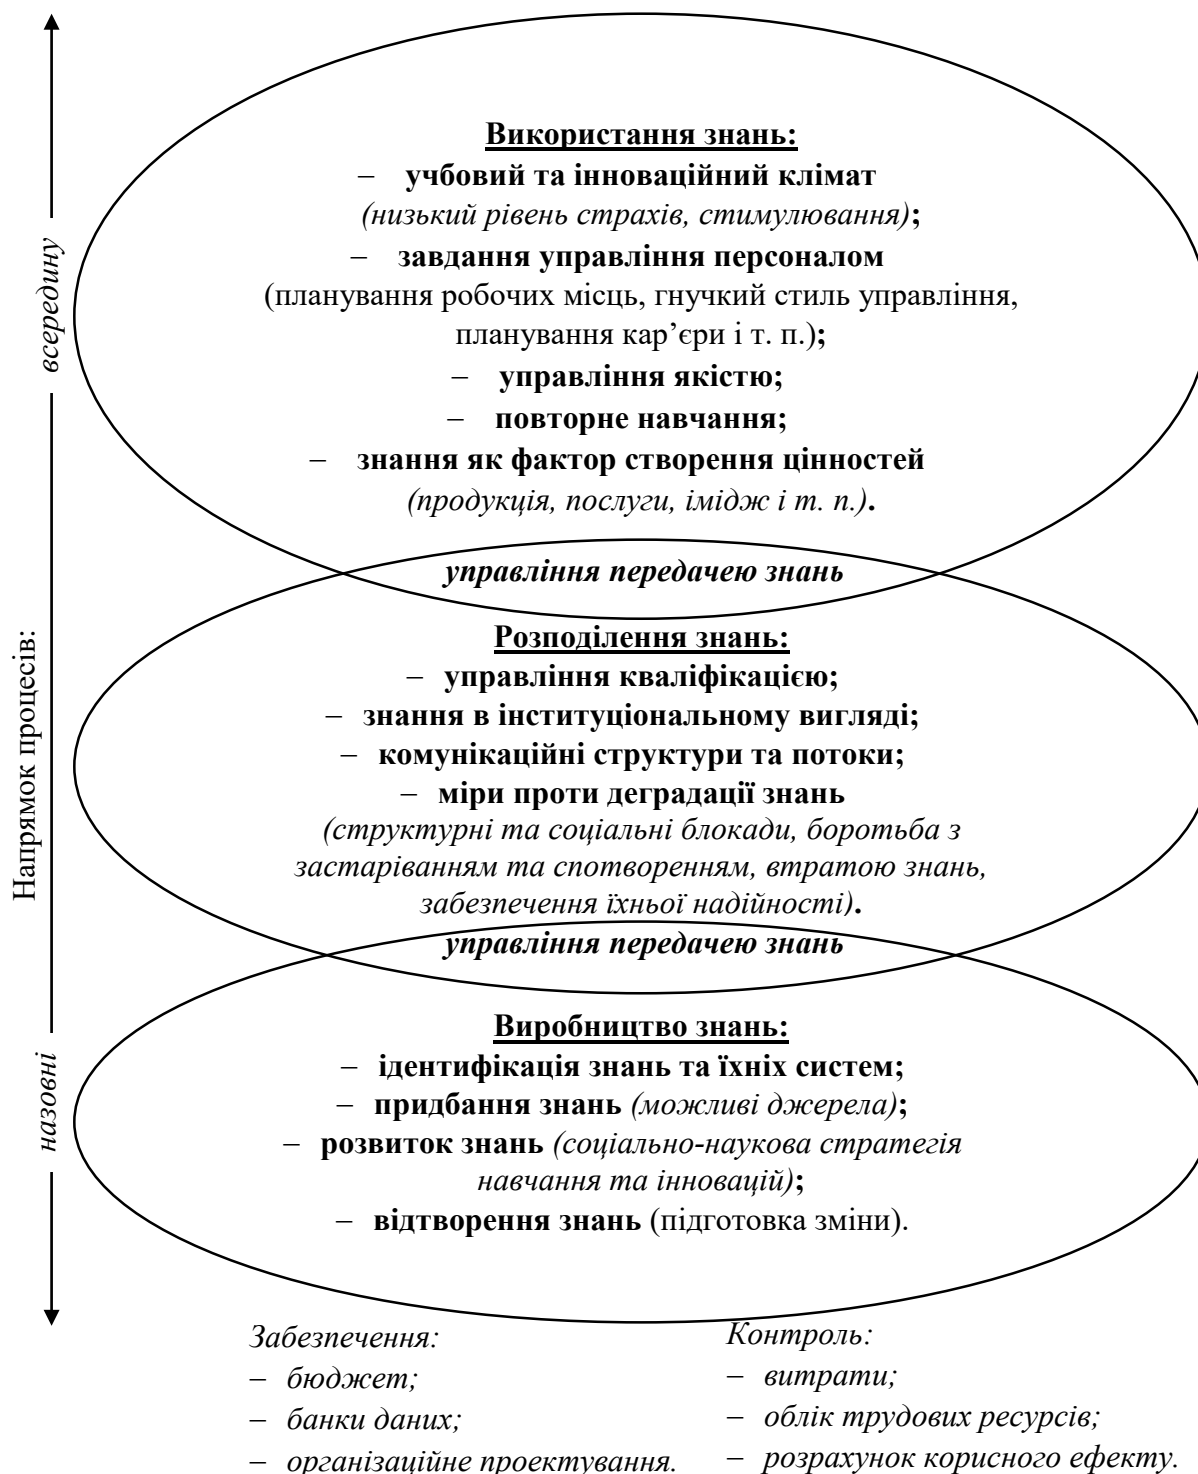 Використання знань:
– учбовий та інноваційний клімат
(низький рівень страхів, стимулювання);
– завдання управління персоналом
(планування робочих місць, гнучкий стиль управління,
планування кар’єри і т. п.);
– управління якістю;
– повторне навчання;
– знання як фактор створення цінностей
(продукція, послуги, імідж і т. п.).
управління передачею знань
Розподілення знань:
– управління кваліфікацією;
– знання в інституціональному вигляді;
– комунікаційні структури та потоки;
– міри проти деградації знань
(структурні та соціальні блокади, боротьба з
застаріванням та спотворенням, втратою знань,
забезпечення їхньої надійності).
управління передачею знань
Виробництво знань:
– ідентифікація знань та їхніх систем;
– придбання знань (можливі джерела);
– розвиток знань (соціально-наукова стратегія
навчання та інновацій);
– відтворення знань (підготовка зміни).
Напрямок процесів:
всередину
назовні
Забезпечення:
– бюджет;
– банки даних;
– організаційне проектування.
Контроль:
– витрати;
– облік трудових ресурсів;
– розрахунок корисного ефекту.